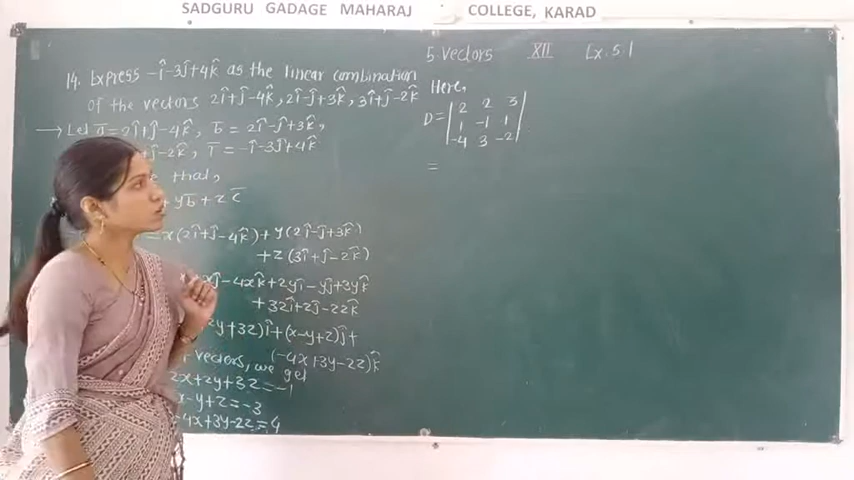 SADGURU GADAGE MAHARAJ COLLEGE, KARAD
5. Vectors XII Ex. 5.1
14. Express -î-3ĵ+4k̂ as the linear combination
of the vectors 2î+ĵ-4k̂, 2î-ĵ+3k̂, 3î+ĵ-2k̂
→ Let a̅ = 2î+ĵ-4k̂, b̅ = 2î-ĵ+3k̂,
+ĵ-2k̂, r̅ = -î-3ĵ+4k̂
that,
+ yb̅ + zc̅
= x(2î+ĵ-4k̂) + y(2î-ĵ+3k̂)
+z(3î+ĵ-2k̂)
xĵ-4xk̂+2yî-yĵ+3yk̂
+3zî+zĵ-2zk̂
2y+3z)î+(x-y+z)ĵ+
(-4x+3y-2z)k̂
vectors, we get
2x+2y+3z=-1
x-y+z=-3
-4x+3y-2z=4
Here,
D = | 2 2 3 |
| 1 -1 1 |
| -4 3 -2 |
=